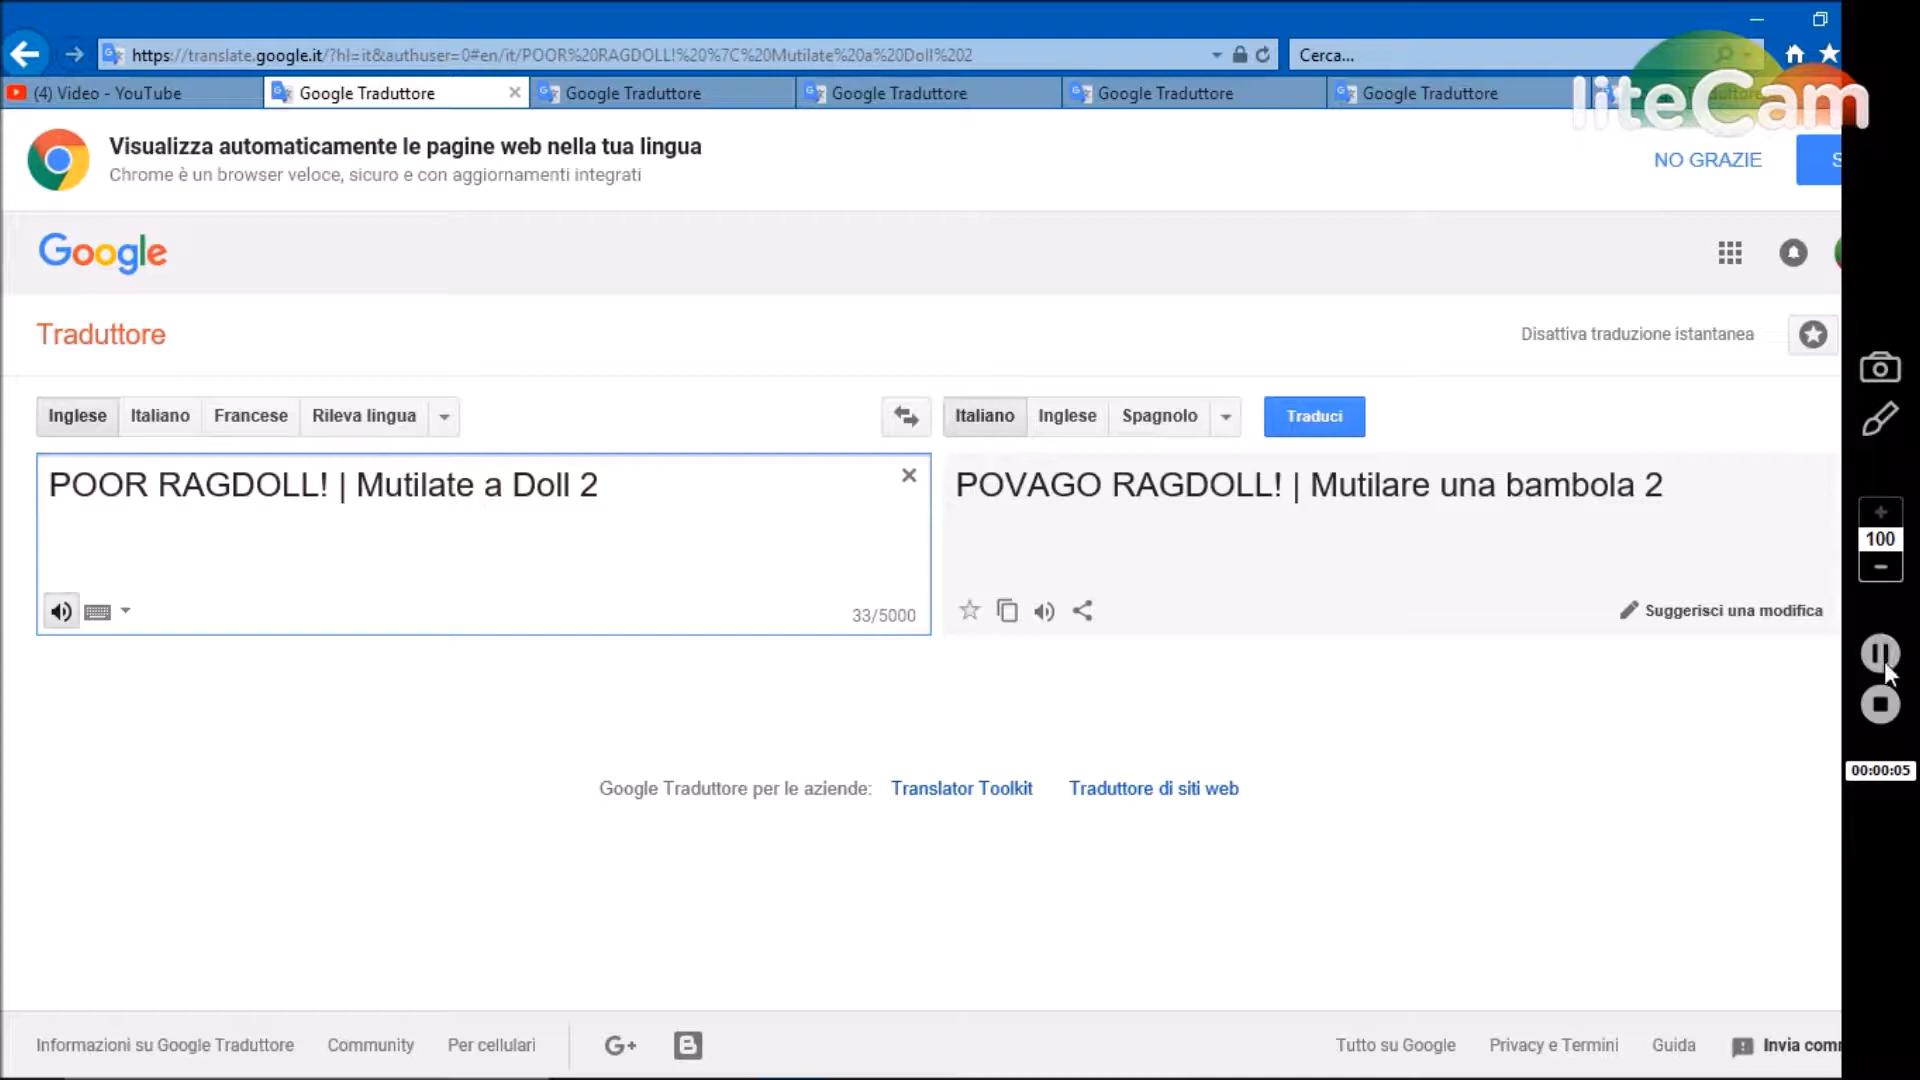 https://translate.google.it/?hl=it&authuser=0#en/it/POOR%20RAGDOLL!%20%7C%20Mutilate%20a%20Doll%202
Cerca...
(4) Video - YouTube
Google Traduttore
Google Traduttore
Google Traduttore
Google Traduttore
Google Traduttore
liteCam
Visualizza automaticamente le pagine web nella tua lingua
Chrome è un browser veloce, sicuro e con aggiornamenti integrati
NO GRAZIE
S
Google
Traduttore
Disattiva traduzione istantanea
Inglese Italiano Francese Rileva lingua
Italiano Inglese Spagnolo
Traduci
POOR RAGDOLL! | Mutilate a Doll 2
POVAGO RAGDOLL! | Mutilare una bambola 2
33/5000
Suggerisci una modifica
100
00:00:05
Google Traduttore per le aziende: Translator Toolkit Traduttore di siti web
Informazioni su Google Traduttore Community Per cellulari G+ B
Tutto su Google Privacy e Termini Guida Invia comm